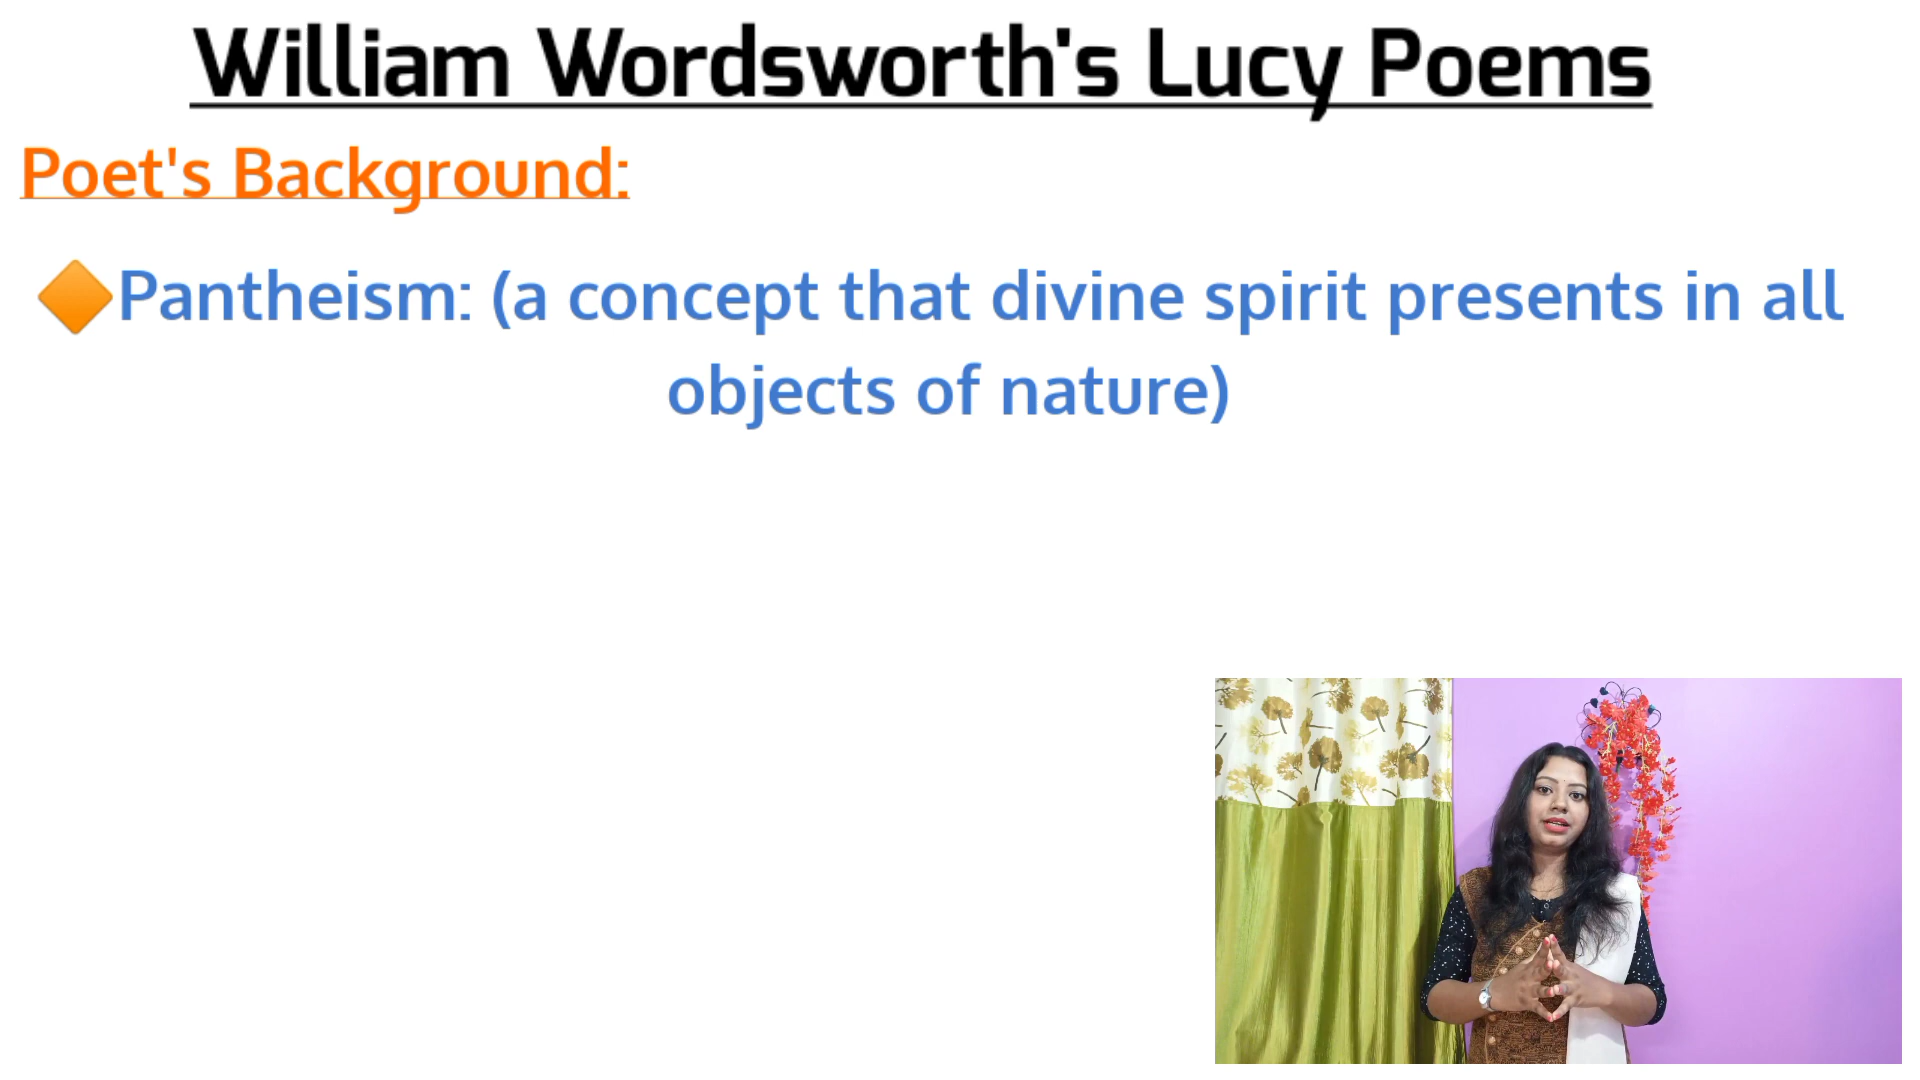 William Wordsworth's Lucy Poems
Poet's Background:
🔶Pantheism: (a concept that divine spirit presents in all
objects of nature)